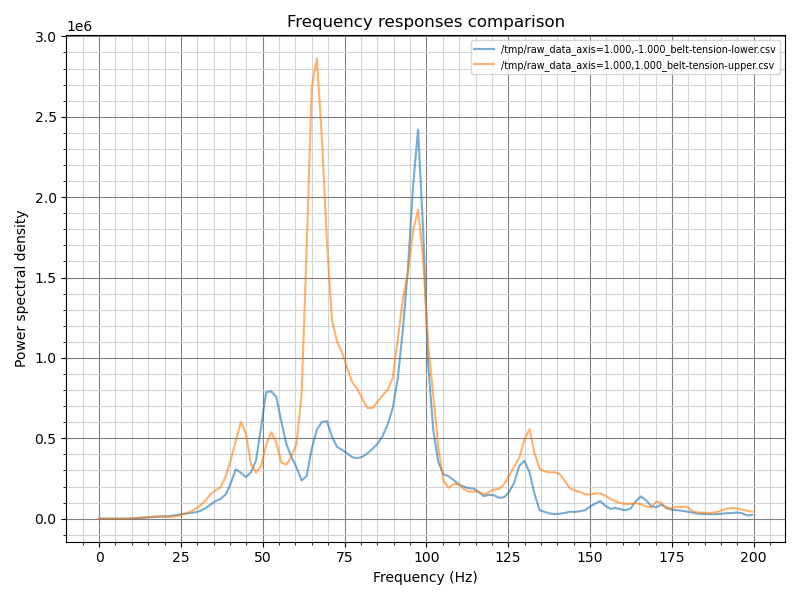 Frequency responses comparison
1e6
/tmp/raw_data_axis=1.000,-1.000_belt-tension-lower.csv
/tmp/raw_data_axis=1.000,1.000_belt-tension-upper.csv
3.0
2.5
2.0
1.5
1.0
0.5
0.0
Power spectral density
0 25 50 75 100 125 150 175 200
Frequency (Hz)